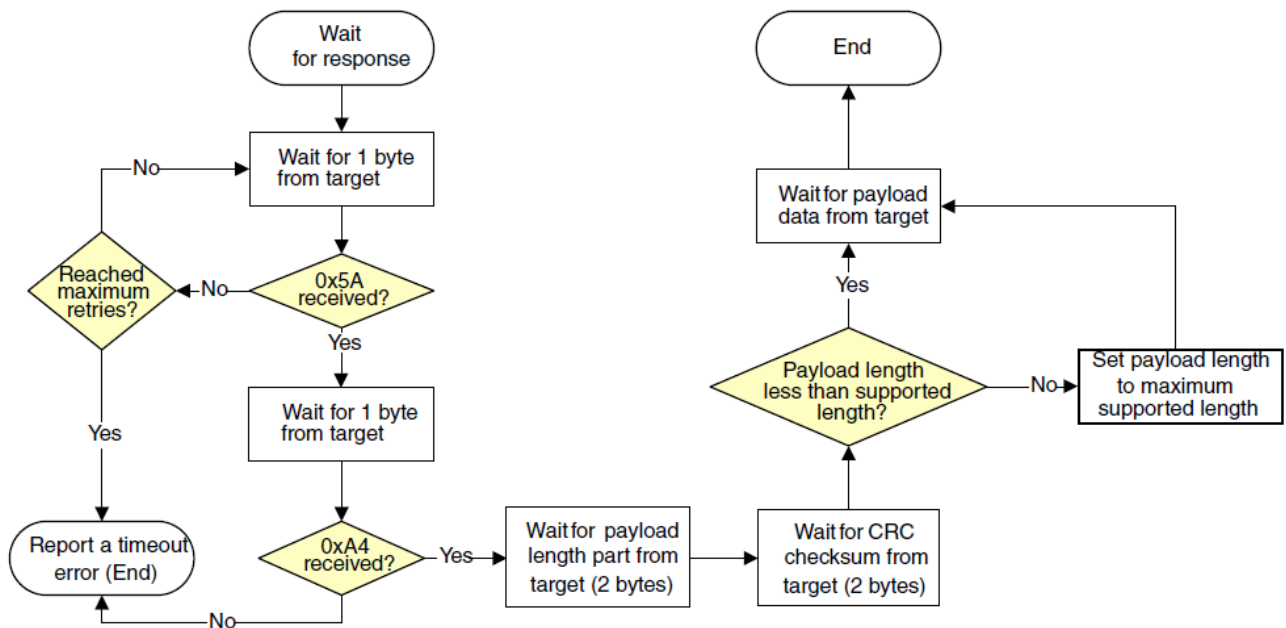 Wait
for response
No
Wait for 1 byte
from target
Reached
maximum
retries?
No
0x5A
received?
Yes
Wait for 1 byte
from target
Yes
Report a timeout
error (End)
0xA4
received?
No
Yes
Wait for payload
length part from
target (2 bytes)
Wait for CRC
checksum from
target (2 bytes)
Payload length
less than supported
length?
No
Set payload length
to maximum
supported length
Yes
Wait for payload
data from target
End